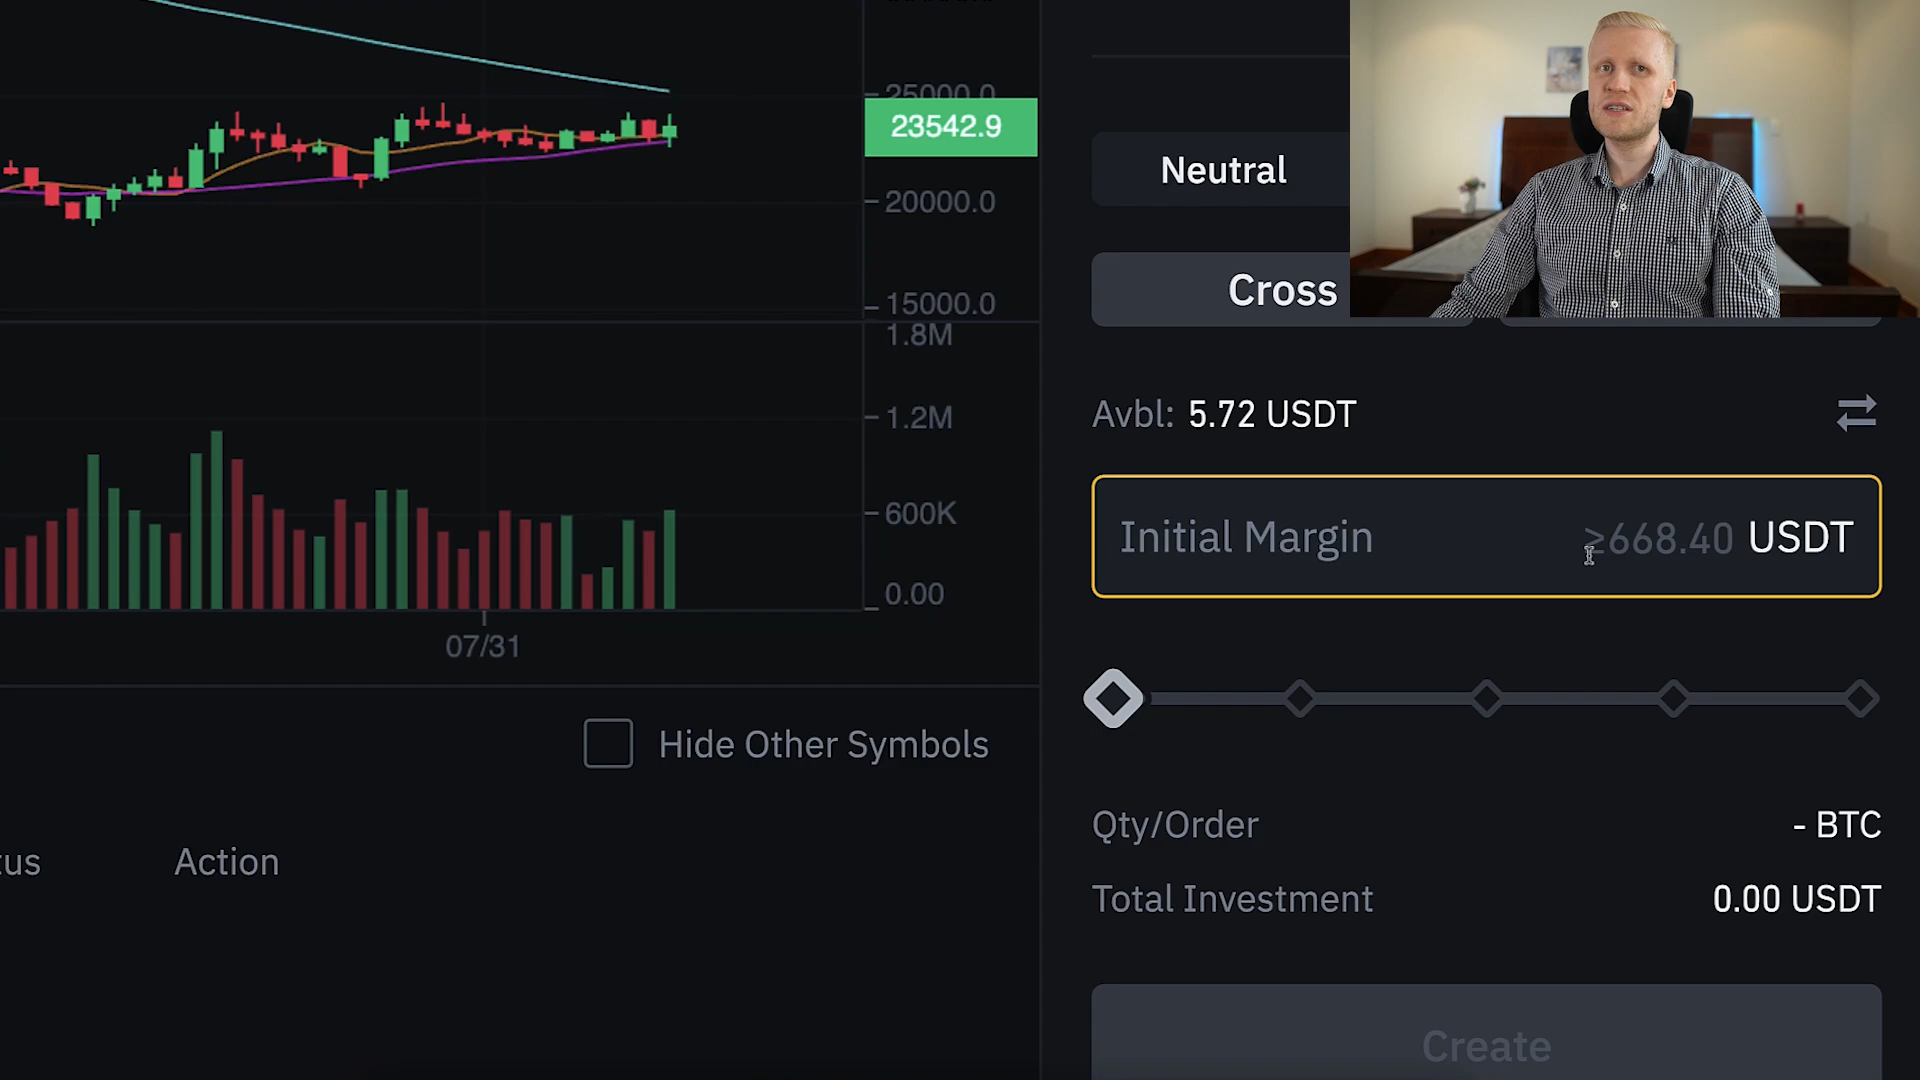 25000.0
23542.9
20000.0
15000.0
1.8M
1.2M
600K
0.00
07/31
Hide Other Symbols
tus Action
Neutral
Cross
Avbl: 5.72 USDT
Initial Margin ≥668.40 USDT
Qty/Order - BTC
Total Investment 0.00 USDT
Create